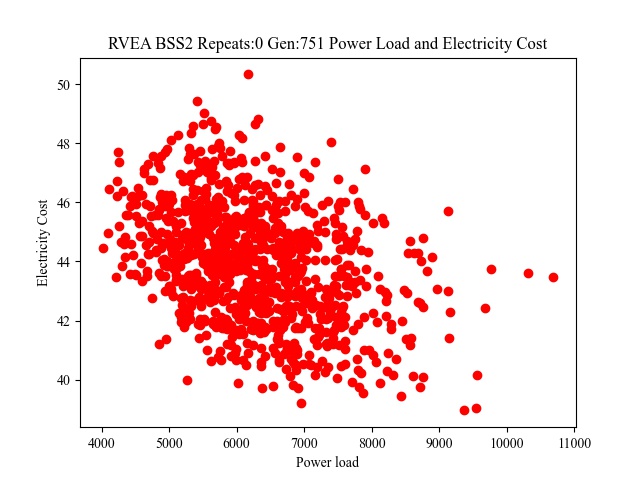 RVEA BSS2 Repeats:0 Gen:751 Power Load and Electricity Cost
50
48
46
44
42
40
Electricity Cost
4000 5000 6000 7000 8000 9000 10000 11000
Power load